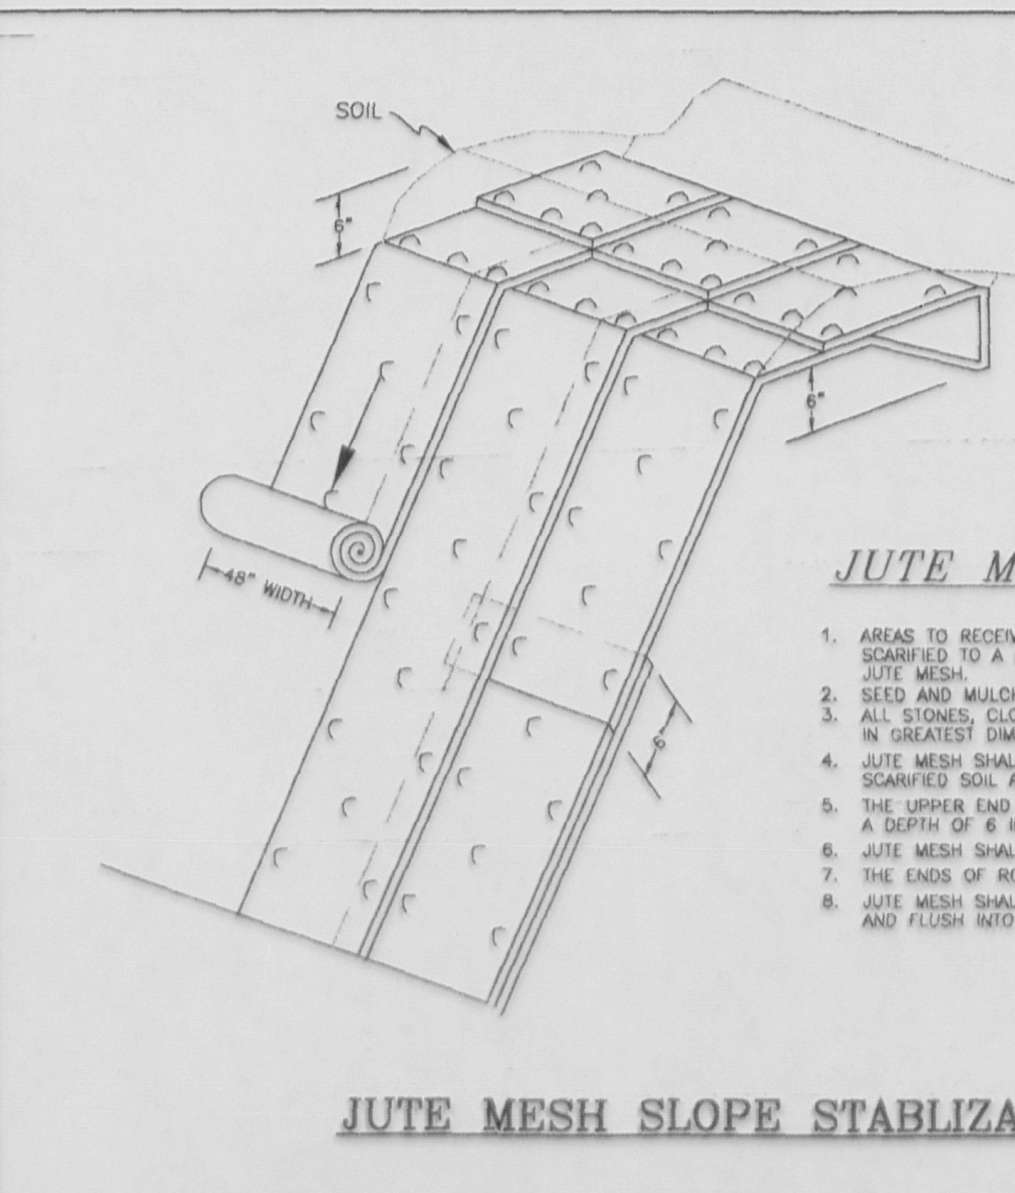 SOIL
6"
6"
48" WIDTH
6
JUTE M
1. AREAS TO RECEIV
SCARIFIED TO A
JUTE MESH.
2. SEED AND MULCH
3. ALL STONES, CLO
IN GREATEST DIM
4. JUTE MESH SHAL
SCARIFIED SOIL A
5. THE UPPER END
A DEPTH OF 6 I
6. JUTE MESH SHAL
7. THE ENDS OF RO
8. JUTE MESH SHAL
AND FLUSH INTO
JUTE MESH SLOPE STABLIZA